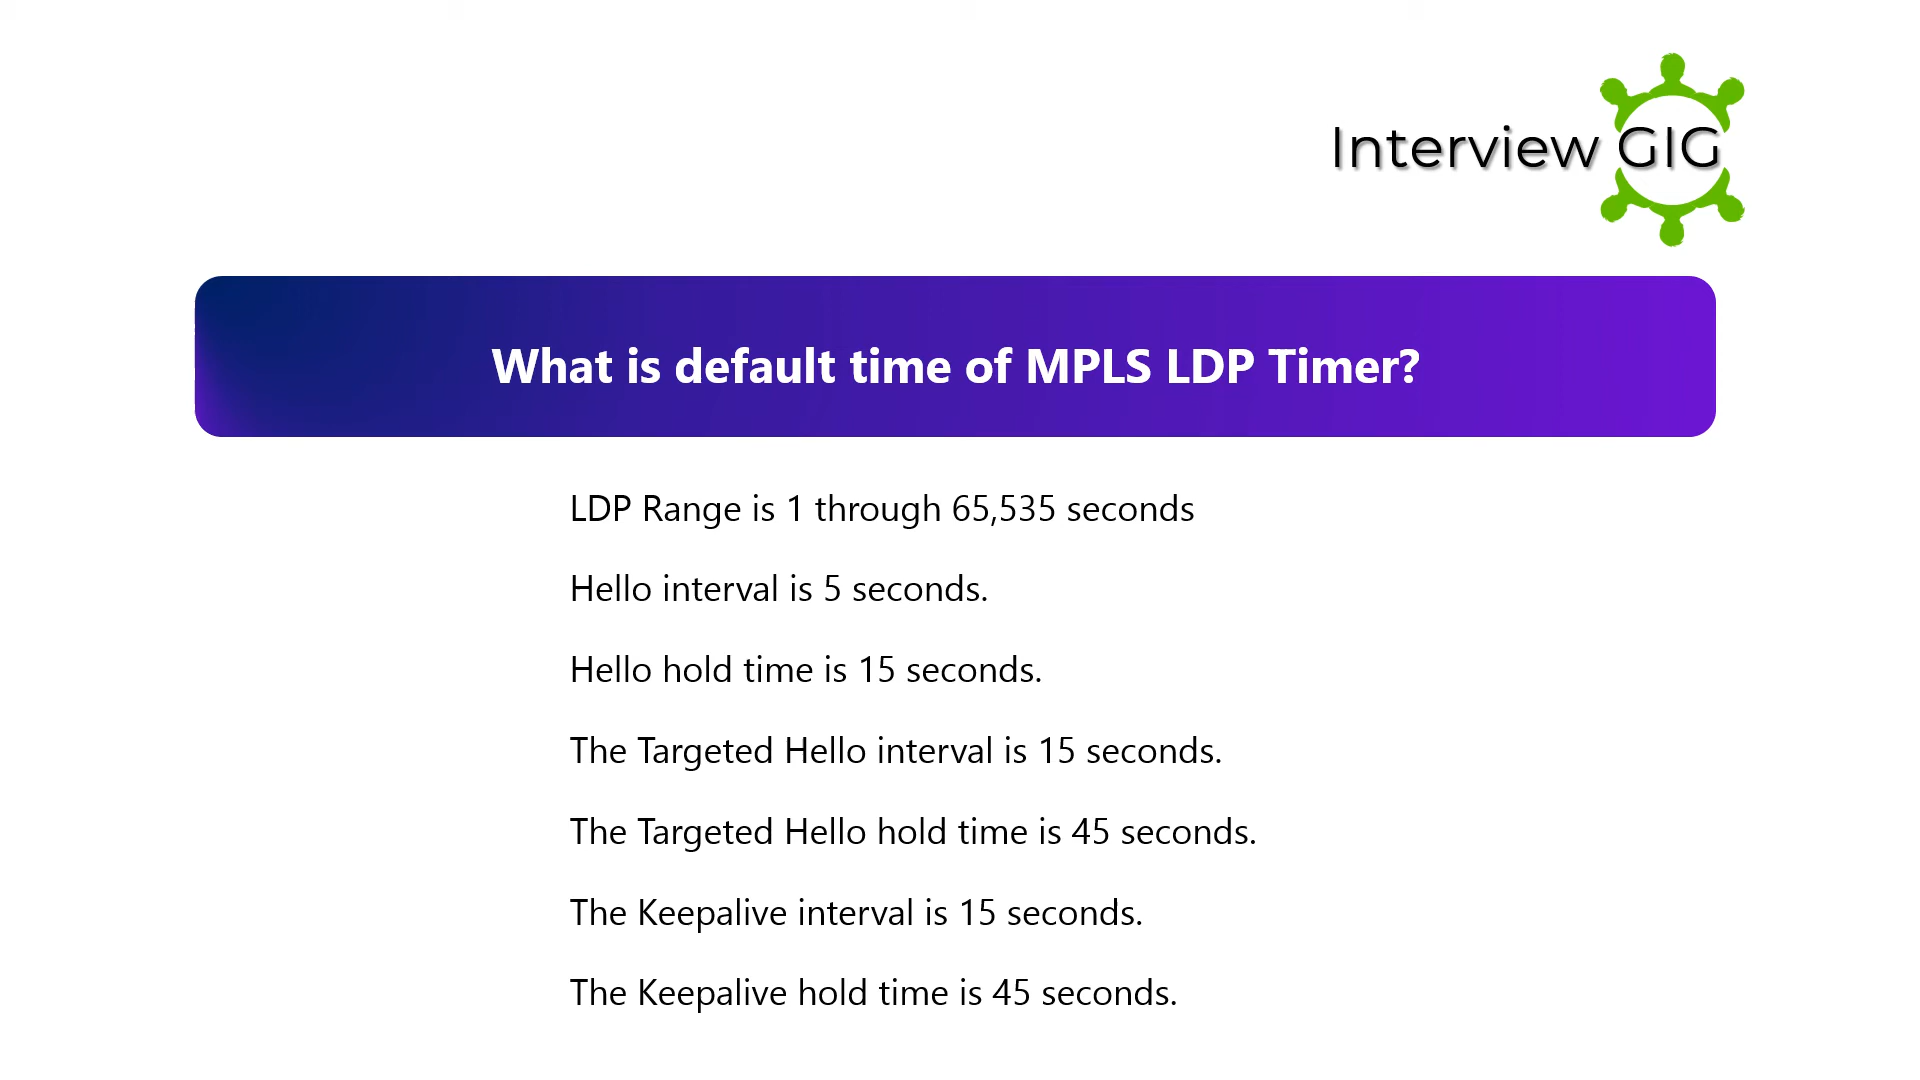 Interview GIG
What is default time of MPLS LDP Timer?
LDP Range is 1 through 65,535 seconds
Hello interval is 5 seconds.
Hello hold time is 15 seconds.
The Targeted Hello interval is 15 seconds.
The Targeted Hello hold time is 45 seconds.
The Keepalive interval is 15 seconds.
The Keepalive hold time is 45 seconds.